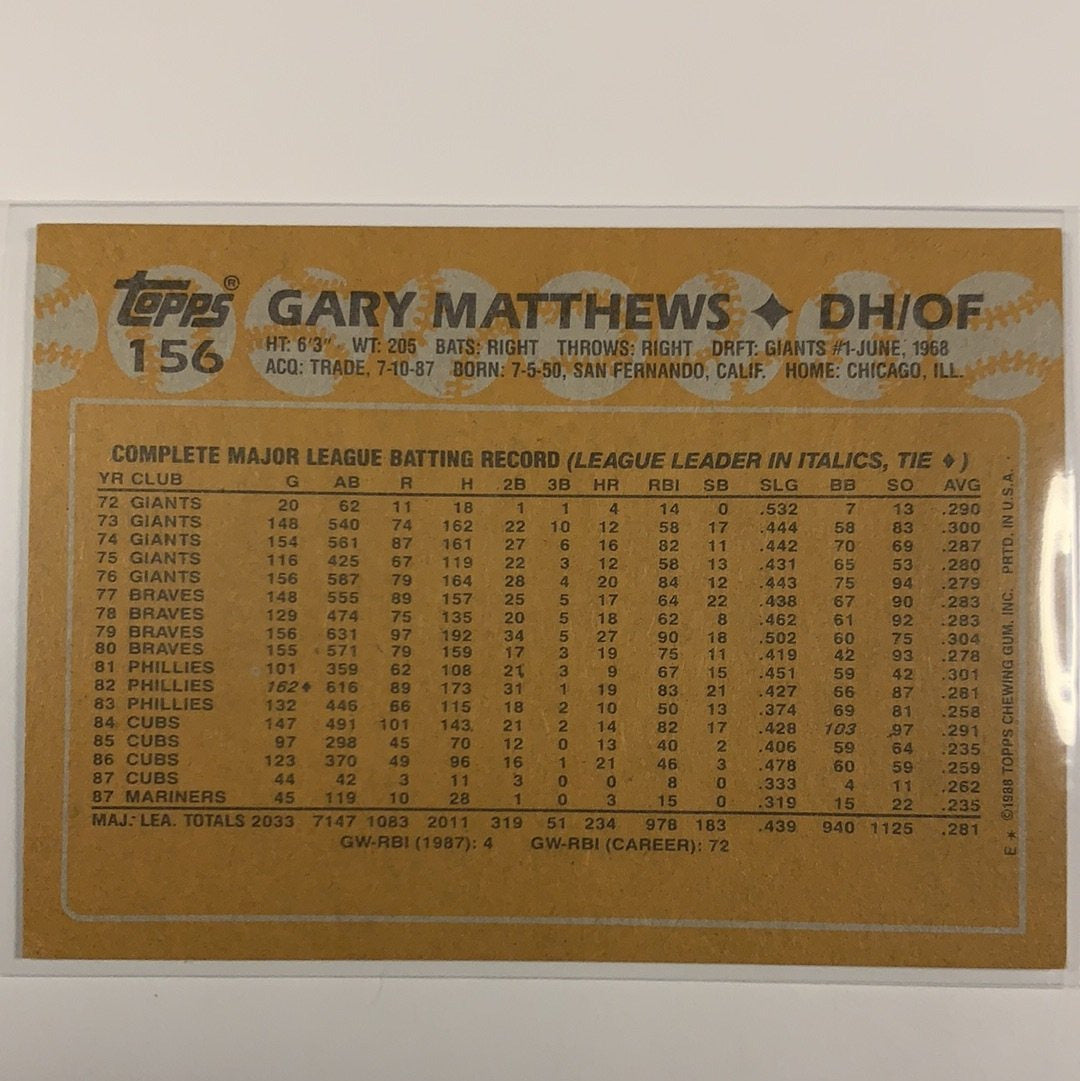 topps® GARY MATTHEWS ♦ DH/OF
156 HT: 6'3" WT: 205 BATS: RIGHT THROWS: RIGHT DRFT: GIANTS #1-JUNE, 1968
ACQ: TRADE, 7-10-87 BORN: 7-5-50, SAN FERNANDO, CALIF. HOME: CHICAGO, ILL.
COMPLETE MAJOR LEAGUE BATTING RECORD (LEAGUE LEADER IN ITALICS, TIE ♦)
YR CLUB G AB R H 2B 3B HR RBI SB SLG BB SO AVG
72 GIANTS 20 62 11 18 1 1 4 14 0 .532 7 13 .290
73 GIANTS 148 540 74 162 22 10 12 58 17 .444 58 83 .300
74 GIANTS 154 561 87 161 27 6 16 82 11 .442 70 69 .287
75 GIANTS 116 425 67 119 22 3 12 58 13 .431 65 53 .280
76 GIANTS 156 587 79 164 28 4 20 84 12 .443 75 94 .279
77 BRAVES 148 555 89 157 25 5 17 64 22 .438 67 90 .283
78 BRAVES 129 474 75 135 20 5 18 62 8 .462 61 92 .283
79 BRAVES 156 631 97 192 34 5 27 90 18 .502 60 75 .304
80 BRAVES 155 571 79 159 17 3 19 75 11 .419 42 93 .278
81 PHILLIES 101 359 62 108 21 3 9 67 15 .451 59 42 .301
82 PHILLIES 162♦ 616 89 173 31 1 19 83 21 .427 66 87 .281
83 PHILLIES 132 446 66 115 18 2 10 50 13 .374 69 81 .258
84 CUBS 147 491 101 143 21 2 14 82 17 .428 103 97 .291
85 CUBS 97 298 45 70 12 0 13 40 2 .406 59 64 .235
86 CUBS 123 370 49 96 16 1 21 46 3 .478 60 59 .259
87 CUBS 44 42 3 11 3 0 0 8 0 .333 4 11 .262
87 MARINERS 45 119 10 28 1 0 3 15 0 .319 15 22 .235
MAJ. LEA. TOTALS 2033 7147 1083 2011 319 51 234 978 183 .439 940 1125 .281
GW-RBI (1987): 4 GW-RBI (CAREER): 72
E * ©1988 TOPPS CHEWING GUM, INC. PRTD. IN U.S.A.